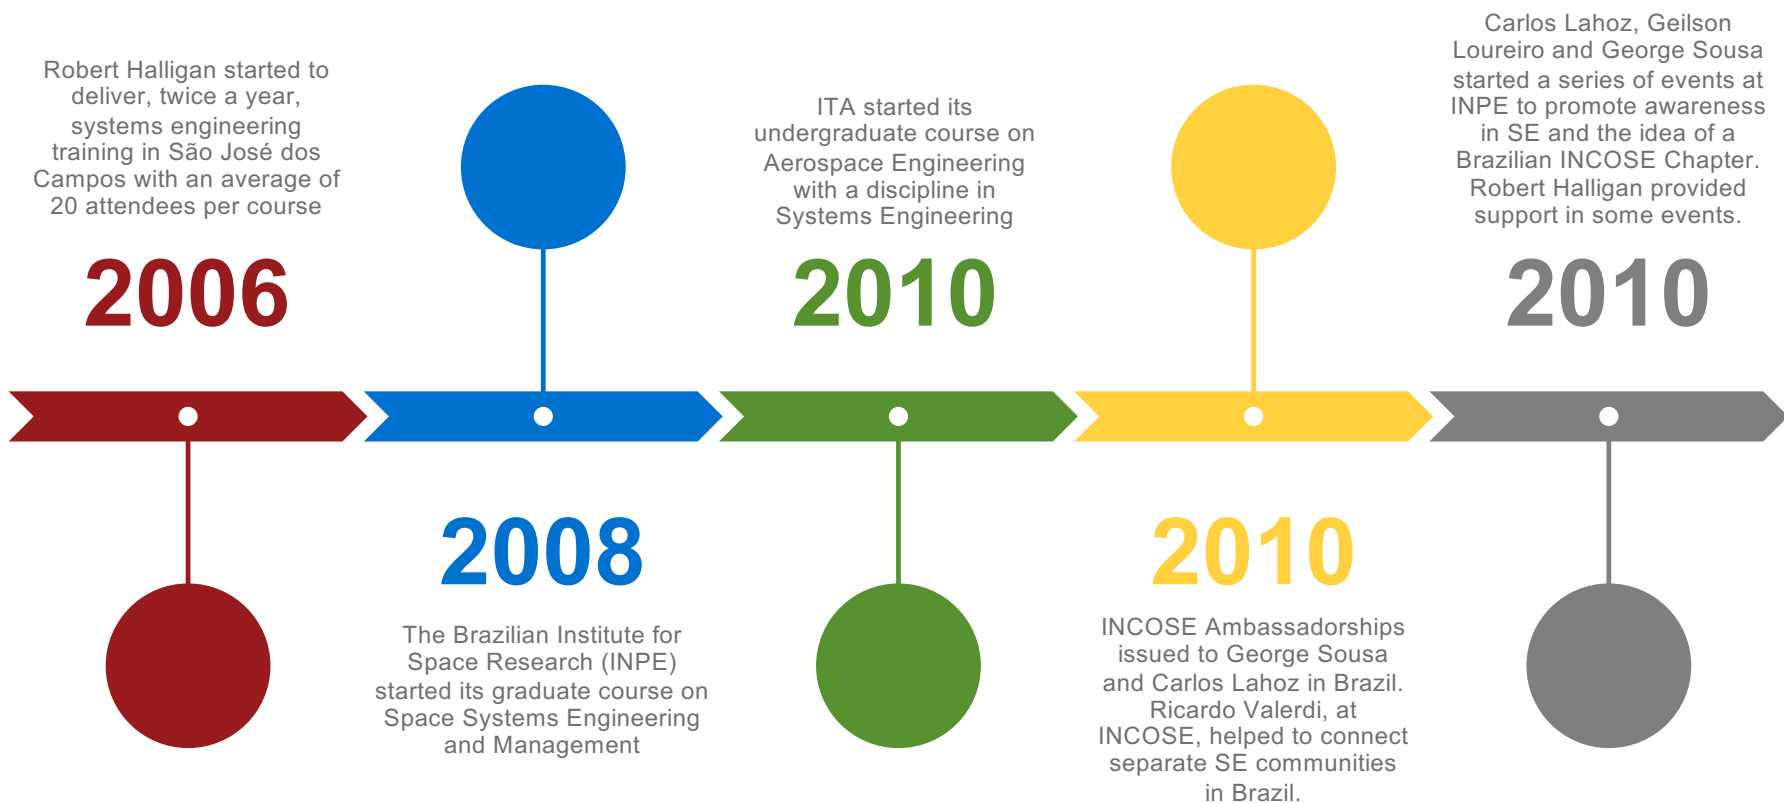 Robert Halligan started to
deliver, twice a year,
systems engineering
training in São José dos
Campos with an average of
20 attendees per course
2006
2008
The Brazilian Institute for
Space Research (INPE)
started its graduate course on
Space Systems Engineering
and Management
ITA started its
undergraduate course on
Aerospace Engineering
with a discipline in
Systems Engineering
2010
2010
INCOSE Ambassadorships
issued to George Sousa
and Carlos Lahoz in Brazil.
Ricardo Valerdi, at
INCOSE, helped to connect
separate SE communities
in Brazil.
Carlos Lahoz, Geilson
Loureiro and George Sousa
started a series of events at
INPE to promote awareness
in SE and the idea of a
Brazilian INCOSE Chapter.
Robert Halligan provided
support in some events.
2010